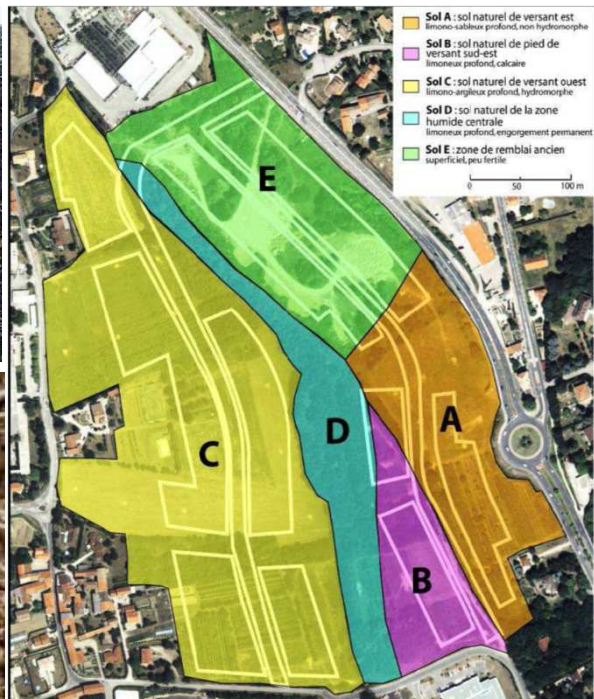 Sol A : sol naturel de versant est
limono-sableux profond, non hydromorphe
Sol B : sol naturel de pied de
versant sud-est
limoneux profond, calcaire
Sol C : sol naturel de versant ouest
limono-argileux profond, hydromorphe
Sol D : sol naturel de la zone
humide centrale
limoneux profond, engorgement permanent
Sol E : zone de remblai ancien
superficiel, peu fertile
0 50 100 m
E
A
D
C
B